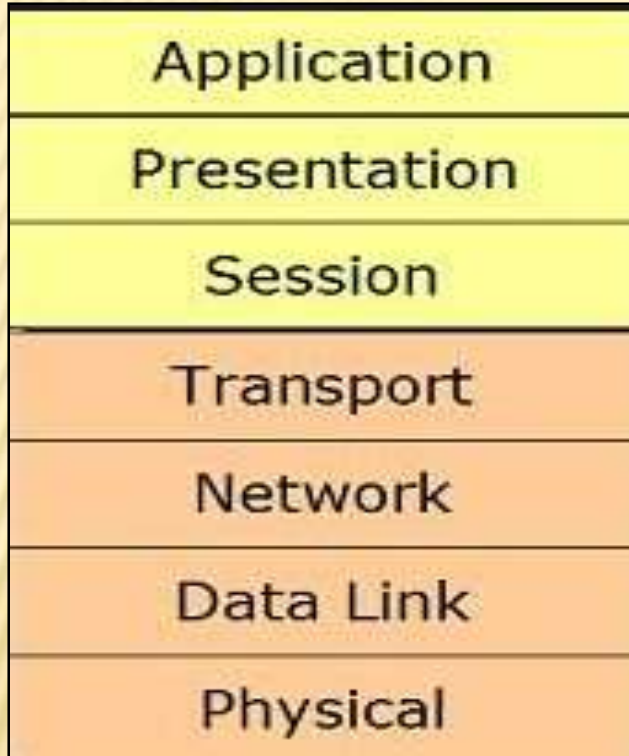 Application
Presentation
Session
Transport
Network
Data Link
Physical